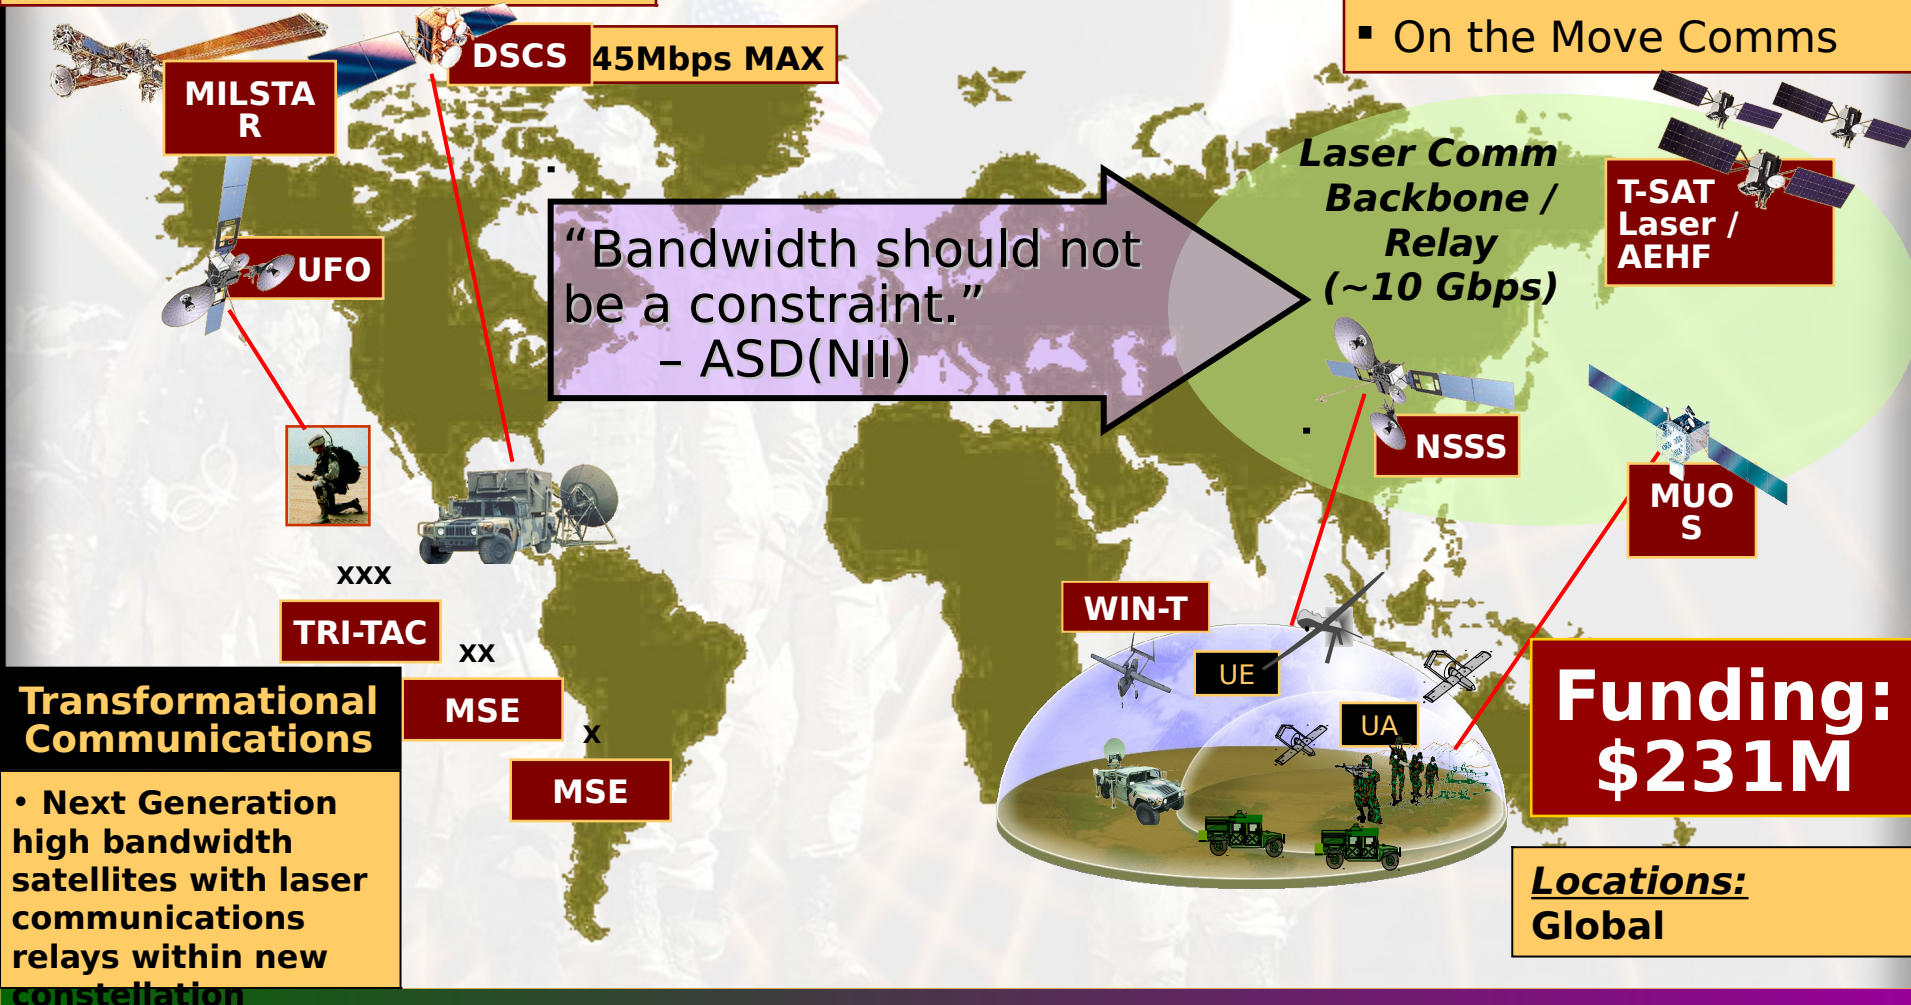 DSCS
45Mbps MAX
▪ On the Move Comms
MILSTA
R
Laser Comm
Backbone /
Relay
(~10 Gbps)
T-SAT
Laser /
AEHF
UFO
“Bandwidth should not
be a constraint.”
– ASD(NII)
NSSS
MUO
S
XXX
WIN-T
TRI-TAC
XX
UE
Transformational
Communications
MSE
X
UA
Funding:
$231M
MSE
• Next Generation
high bandwidth
satellites with laser
communications
relays within new
constellation
Locations:
Global